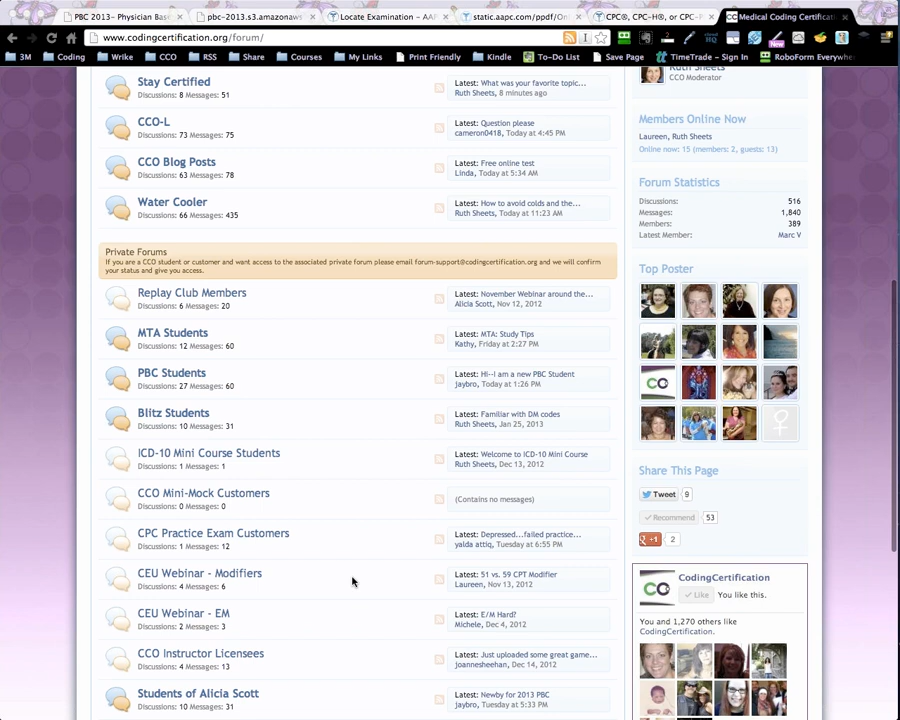 PBC 2013- Physician Base
pbc-2013.s3.amazonaws
Locate Examination – AAP
static.aapc.com/ppdf/On
CPC®, CPC-H®, or CPC-
Medical Coding Certificati
www.codingcertification.org/forum/
3M
Coding
Wrike
CCO
RSS
Share
Courses
My Links
Print Friendly
Kindle
To-Do List
Save Page
TimeTrade - Sign In
RoboForm Everywhe
Stay Certified
Discussions: 8 Messages: 51
Latest: What was your favorite topic...
Ruth Sheets, 8 minutes ago
CCO-L
Discussions: 73 Messages: 75
Latest: Question please
cameron0418, Today at 4:45 PM
CCO Blog Posts
Discussions: 63 Messages: 78
Latest: Free online test
Linda, Today at 5:34 AM
Water Cooler
Discussions: 66 Messages: 435
Latest: How to avoid colds and the...
Ruth Sheets, Today at 11:23 AM
Private Forums
If you are a CCO student or customer and want access to the associated private forum please email forum-support@codingcertification.org and we will confirm
your status and give you access.
Replay Club Members
Discussions: 6 Messages: 20
Latest: November Webinar around the...
Alicia Scott, Nov 12, 2012
MTA Students
Discussions: 12 Messages: 60
Latest: MTA: Study Tips
Kathy, Friday at 2:27 PM
PBC Students
Discussions: 27 Messages: 60
Latest: Hi--I am a new PBC Student
jaybro, Today at 1:26 PM
Blitz Students
Discussions: 10 Messages: 31
Latest: Familiar with DM codes
Ruth Sheets, Jan 25, 2013
ICD-10 Mini Course Students
Discussions: 1 Messages: 1
Latest: Welcome to ICD-10 Mini Course
Ruth Sheets, Dec 13, 2012
CCO Mini-Mock Customers
Discussions: 0 Messages: 0
(Contains no messages)
CPC Practice Exam Customers
Discussions: 1 Messages: 12
Latest: Depressed...failed practice...
yalda attiq, Tuesday at 6:55 PM
CEU Webinar - Modifiers
Discussions: 4 Messages: 6
Latest: 51 vs. 59 CPT Modifier
Laureen, Nov 13, 2012
CEU Webinar - EM
Discussions: 2 Messages: 3
Latest: E/M Hard?
Michele, Dec 4, 2012
CCO Instructor Licensees
Discussions: 4 Messages: 13
Latest: Just uploaded some great game...
joannesheehan, Dec 14, 2012
Students of Alicia Scott
Discussions: 10 Messages: 31
Latest: Newby for 2013 PBC
jaybro, Tuesday at 5:33 PM
Ruth Sheets
CCO Moderator
Members Online Now
Laureen, Ruth Sheets
Online now: 15 (members: 2, guests: 13)
Forum Statistics
Discussions: 516
Messages: 1,840
Members: 389
Latest Member: Marc V
Top Poster
Share This Page
Tweet 9
Recommend 53
+1 2
CodingCertification
Like You like this.
You and 1,270 others like
CodingCertification.